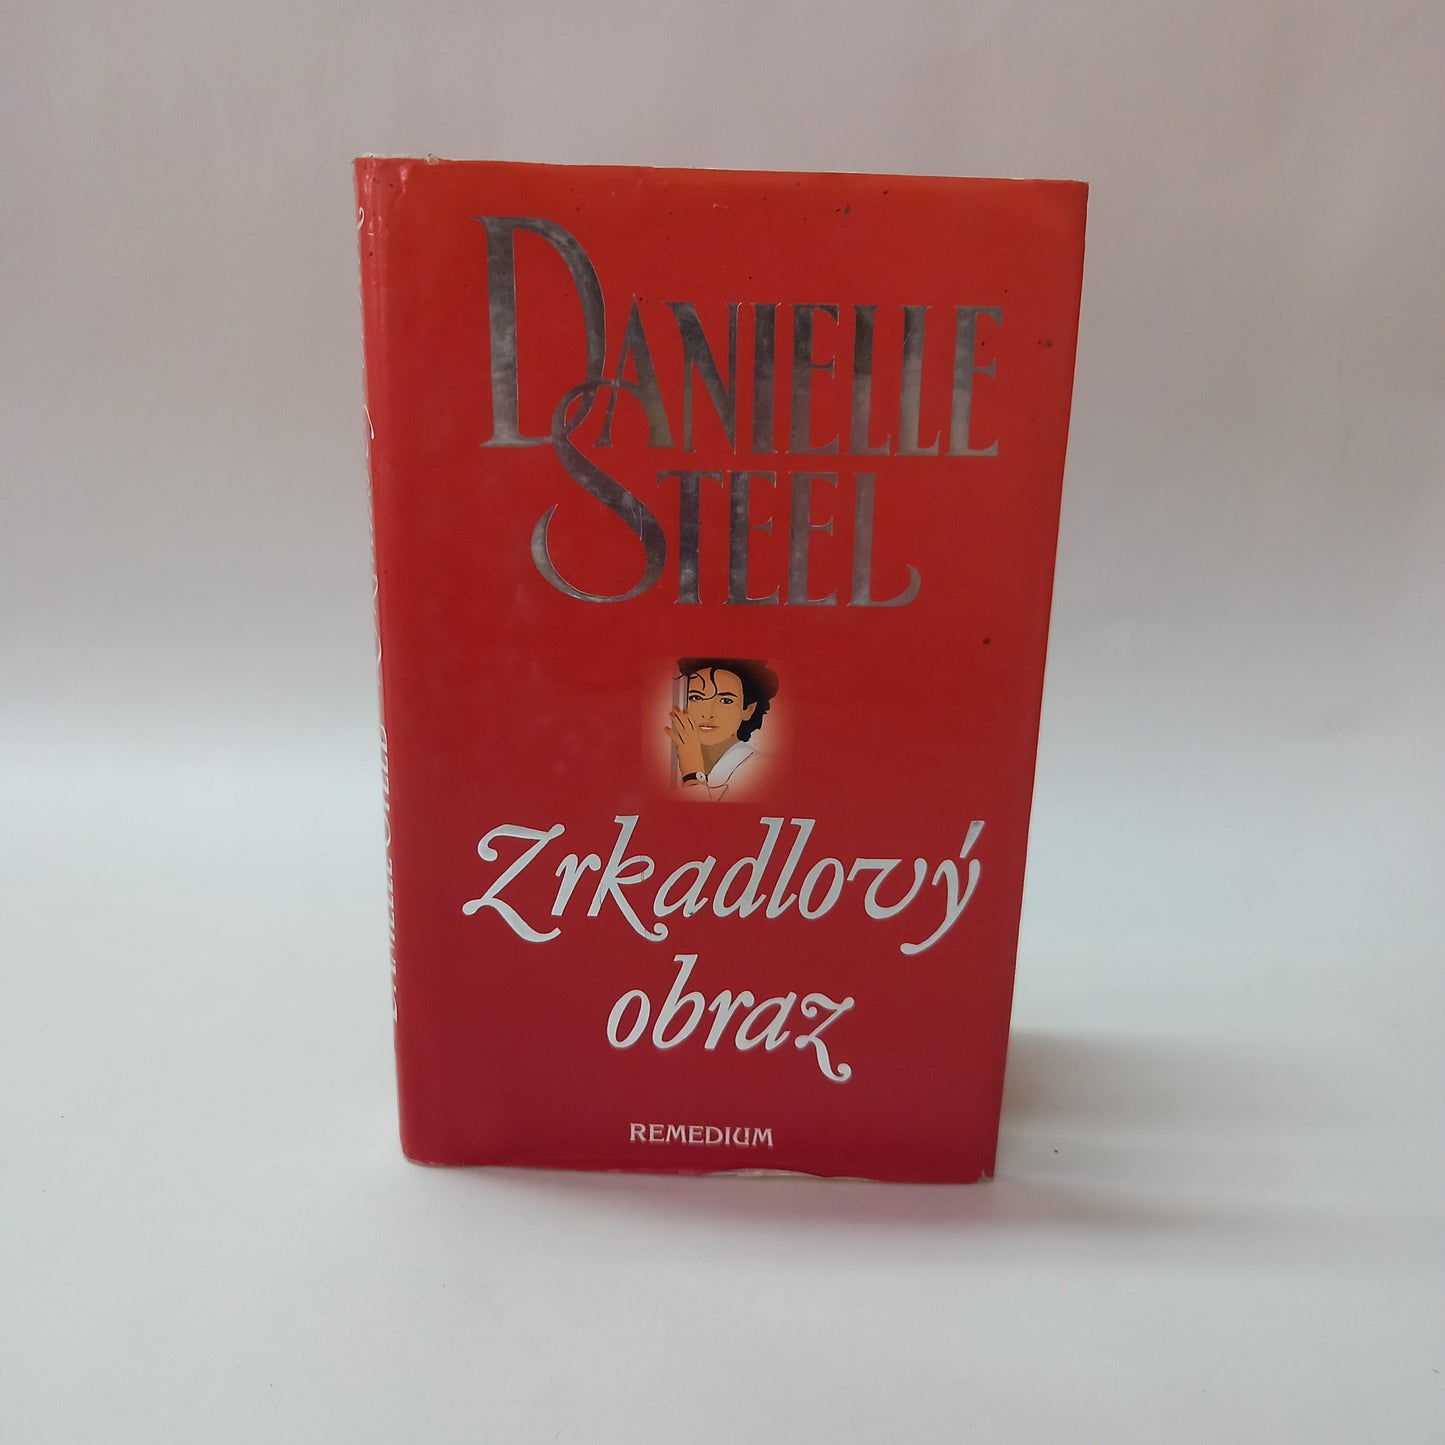 DANIELLE
STEEL
Zrkadlový
obraz
REMEDIUM